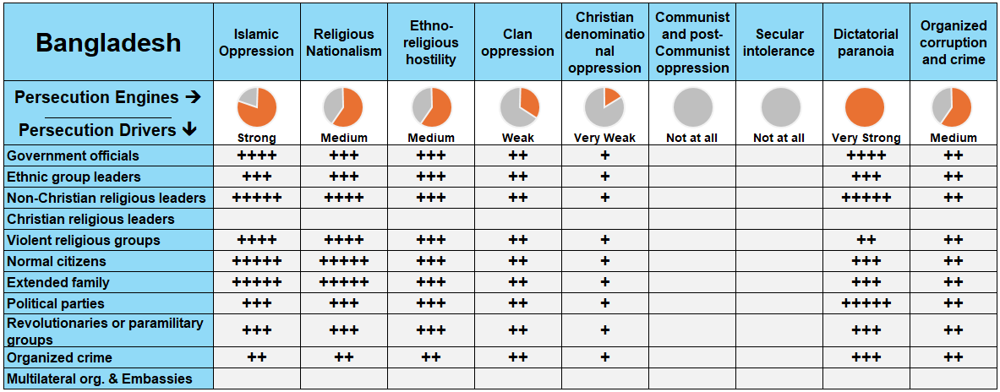 Bangladesh
Islamic
Oppression
Religious
Nationalism
Ethno-
religious
hostility
Clan
oppression
Christian
denominatio
nal
oppression
Communist
and post-
Communist
oppression
Secular
intolerance
Dictatorial
paranoia
Organized
corruption
and crime
Persecution Engines →
Persecution Drivers ↓
Strong Medium Medium Weak Very Weak Not at all Not at all Very Strong Medium
Government officials ++++ +++ +++ ++ + ++++ ++
Ethnic group leaders +++ +++ +++ ++ + +++ ++
Non-Christian religious leaders +++++ ++++ +++ ++ + +++++ ++
Christian religious leaders
Violent religious groups ++++ ++++ +++ ++ + ++ ++
Normal citizens +++++ +++++ +++ ++ + +++ ++
Extended family +++++ +++++ +++ ++ + +++ ++
Political parties +++ +++ +++ ++ + +++++ ++
Revolutionaries or paramilitary
groups +++ +++ +++ ++ + +++ ++
Organized crime ++ ++ ++ ++ + +++ ++
Multilateral org. & Embassies